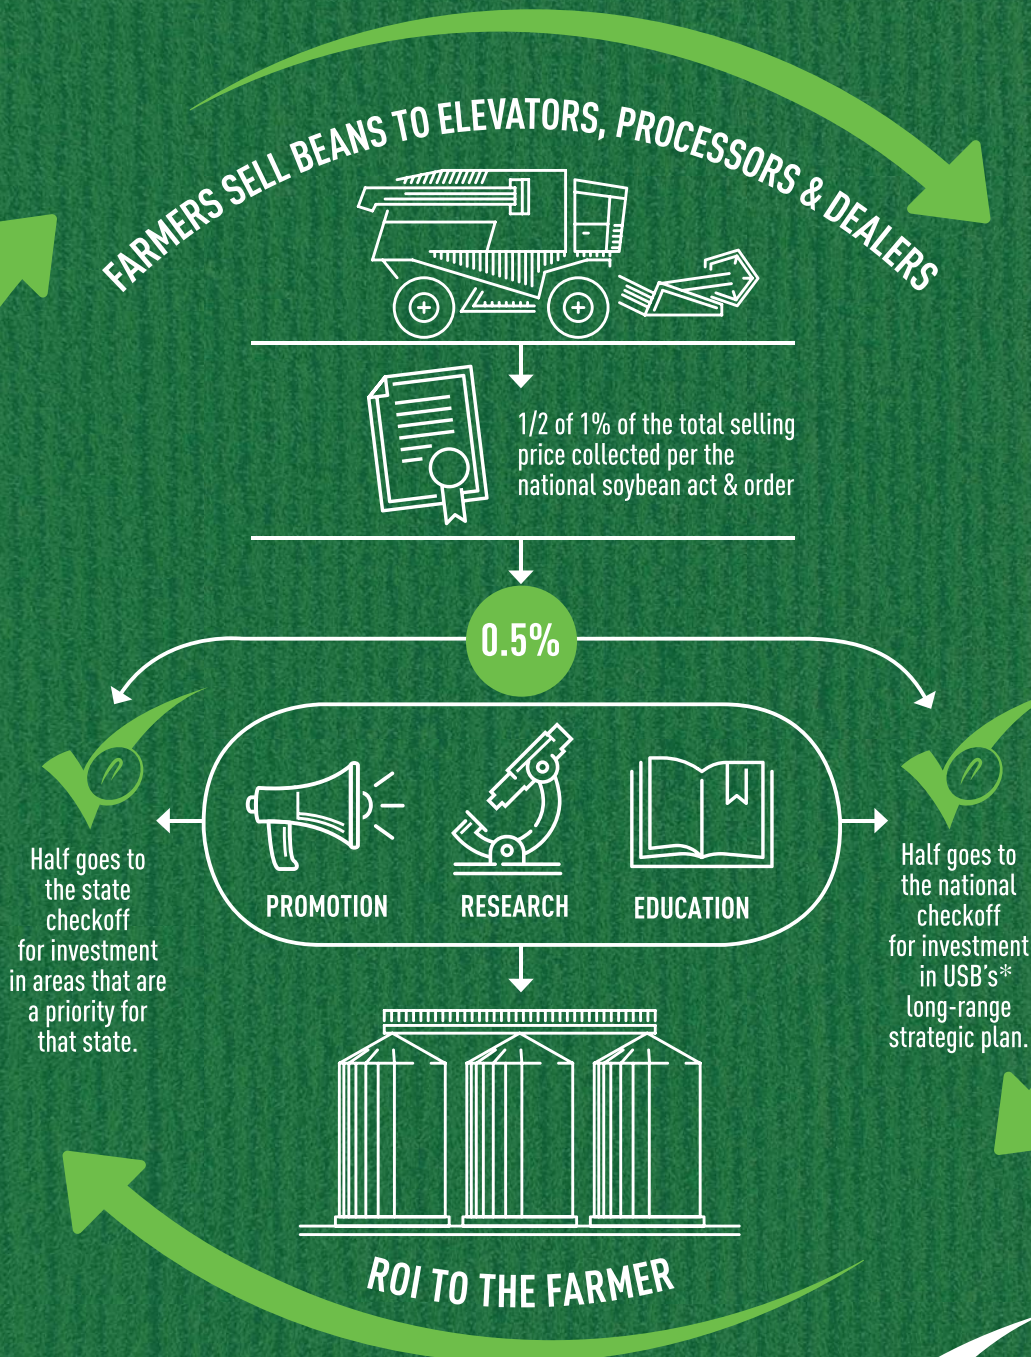 FARMERS SELL BEANS TO ELEVATORS, PROCESSORS & DEALERS
1/2 of 1% of the total selling
price collected per the
national soybean act & order
0.5%
PROMOTION
RESEARCH
EDUCATION
Half goes to
the state
checkoff
for investment
in areas that are
a priority for
that state.
Half goes to
the national
checkoff
for investment
in USB's*
long-range
strategic plan.
ROI TO THE FARMER